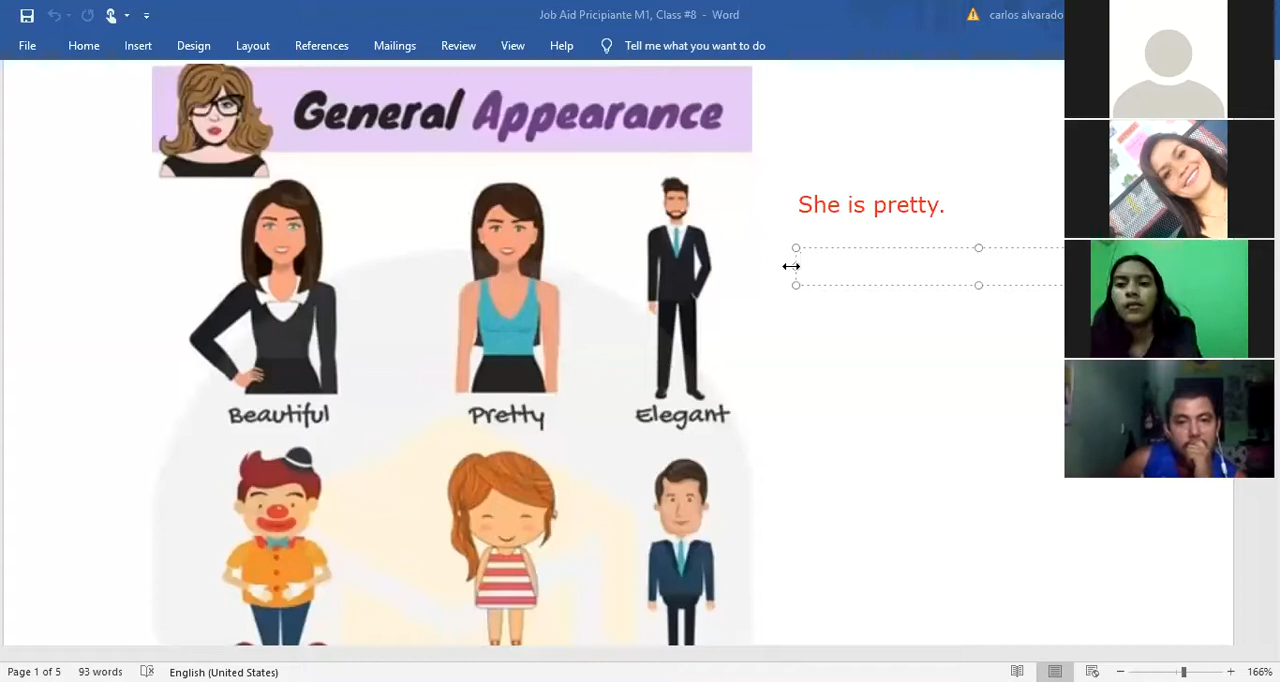 Job Aid Pricipiante M1, Class #8 - Word
carlos alvarado
File Home Insert Design Layout References Mailings Review View Help Tell me what you want to do
General Appearance
She is pretty.
Beautiful Pretty Elegant
Page 1 of 5 93 words English (United States) 166%